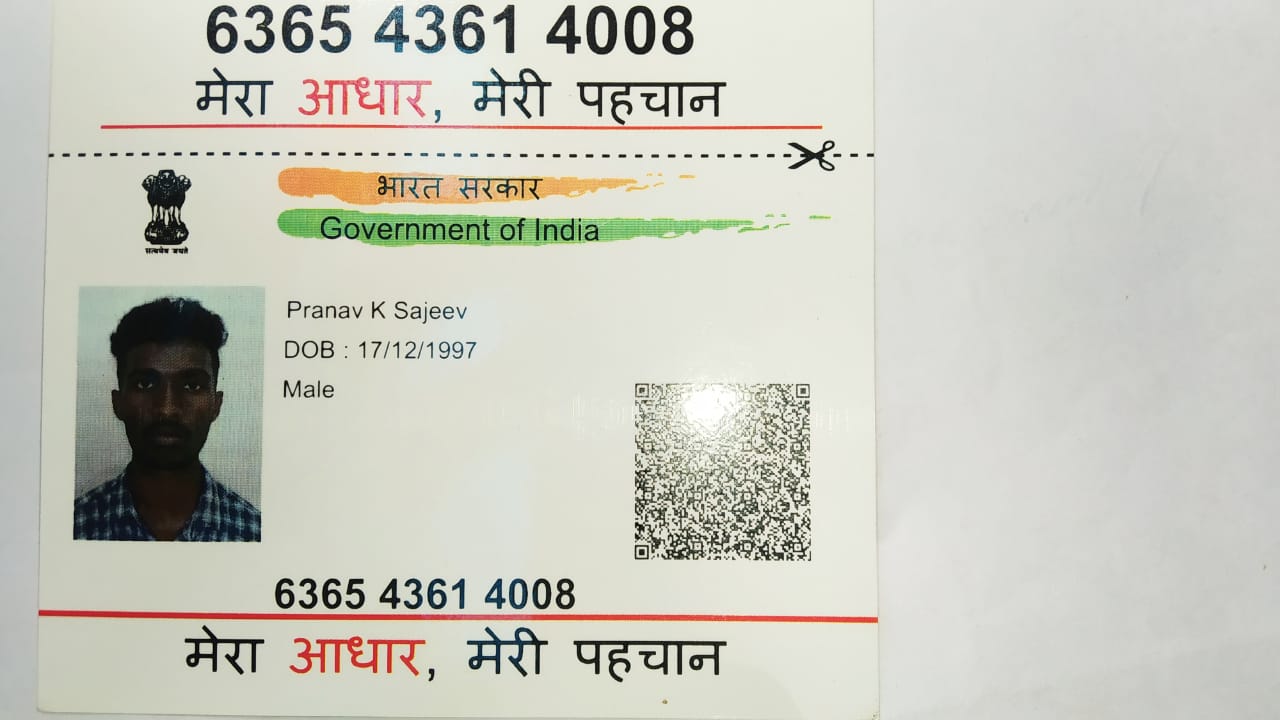 6365 4361 4008
मेरा आधार, मेरी पहचान
भारत सरकार
Government of India
सत्यमेव जयते
Pranav K Sajeev
DOB : 17/12/1997
Male
6365 4361 4008
मेरा आधार, मेरी पहचान